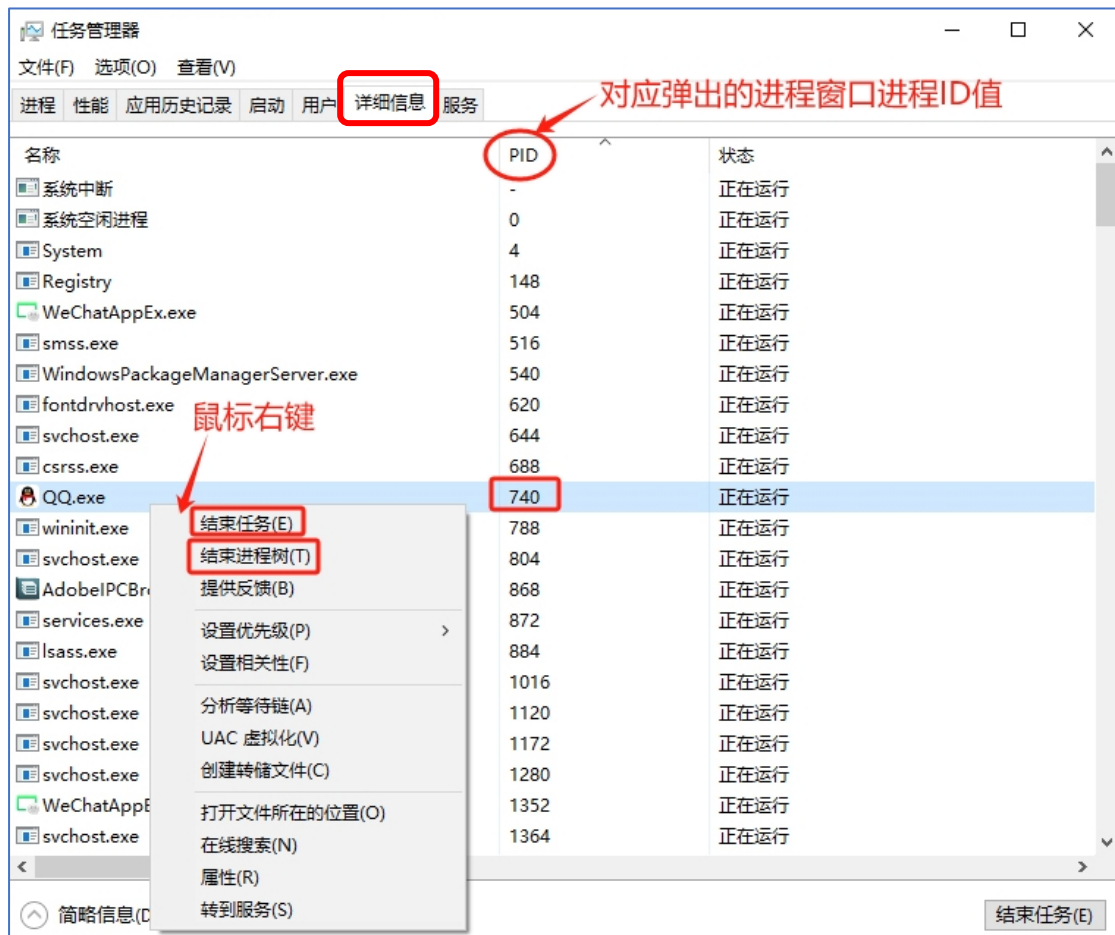 任务管理器
文件(F) 选项(O) 查看(V)
进程 性能 应用历史记录 启动 用户 详细信息 服务
对应弹出的进程窗口进程ID值
名称 PID 状态
系统中断 - 正在运行
系统空闲进程 0 正在运行
System 4 正在运行
Registry 148 正在运行
WeChatAppEx.exe 504 正在运行
smss.exe 516 正在运行
WindowsPackageManagerServer.exe 540 正在运行
fontdrvhost.exe 620 正在运行
鼠标右键
svchost.exe 644 正在运行
csrss.exe 688 正在运行
QQ.exe 740 正在运行
wininit.exe 788 正在运行
svchost.exe 804 正在运行
AdobeIPCBr 868 正在运行
services.exe 872 正在运行
lsass.exe 884 正在运行
svchost.exe 1016 正在运行
svchost.exe 1120 正在运行
svchost.exe 1172 正在运行
svchost.exe 1280 正在运行
WeChatAppE 1352 正在运行
svchost.exe 1364 正在运行
结束任务(E)
结束进程树(T)
提供反馈(B)
设置优先级(P)
设置相关性(F)
分析等待链(A)
UAC 虚拟化(V)
创建转储文件(C)
打开文件所在的位置(O)
在线搜索(N)
属性(R)
转到服务(S)
简略信息(D
结束任务(E)